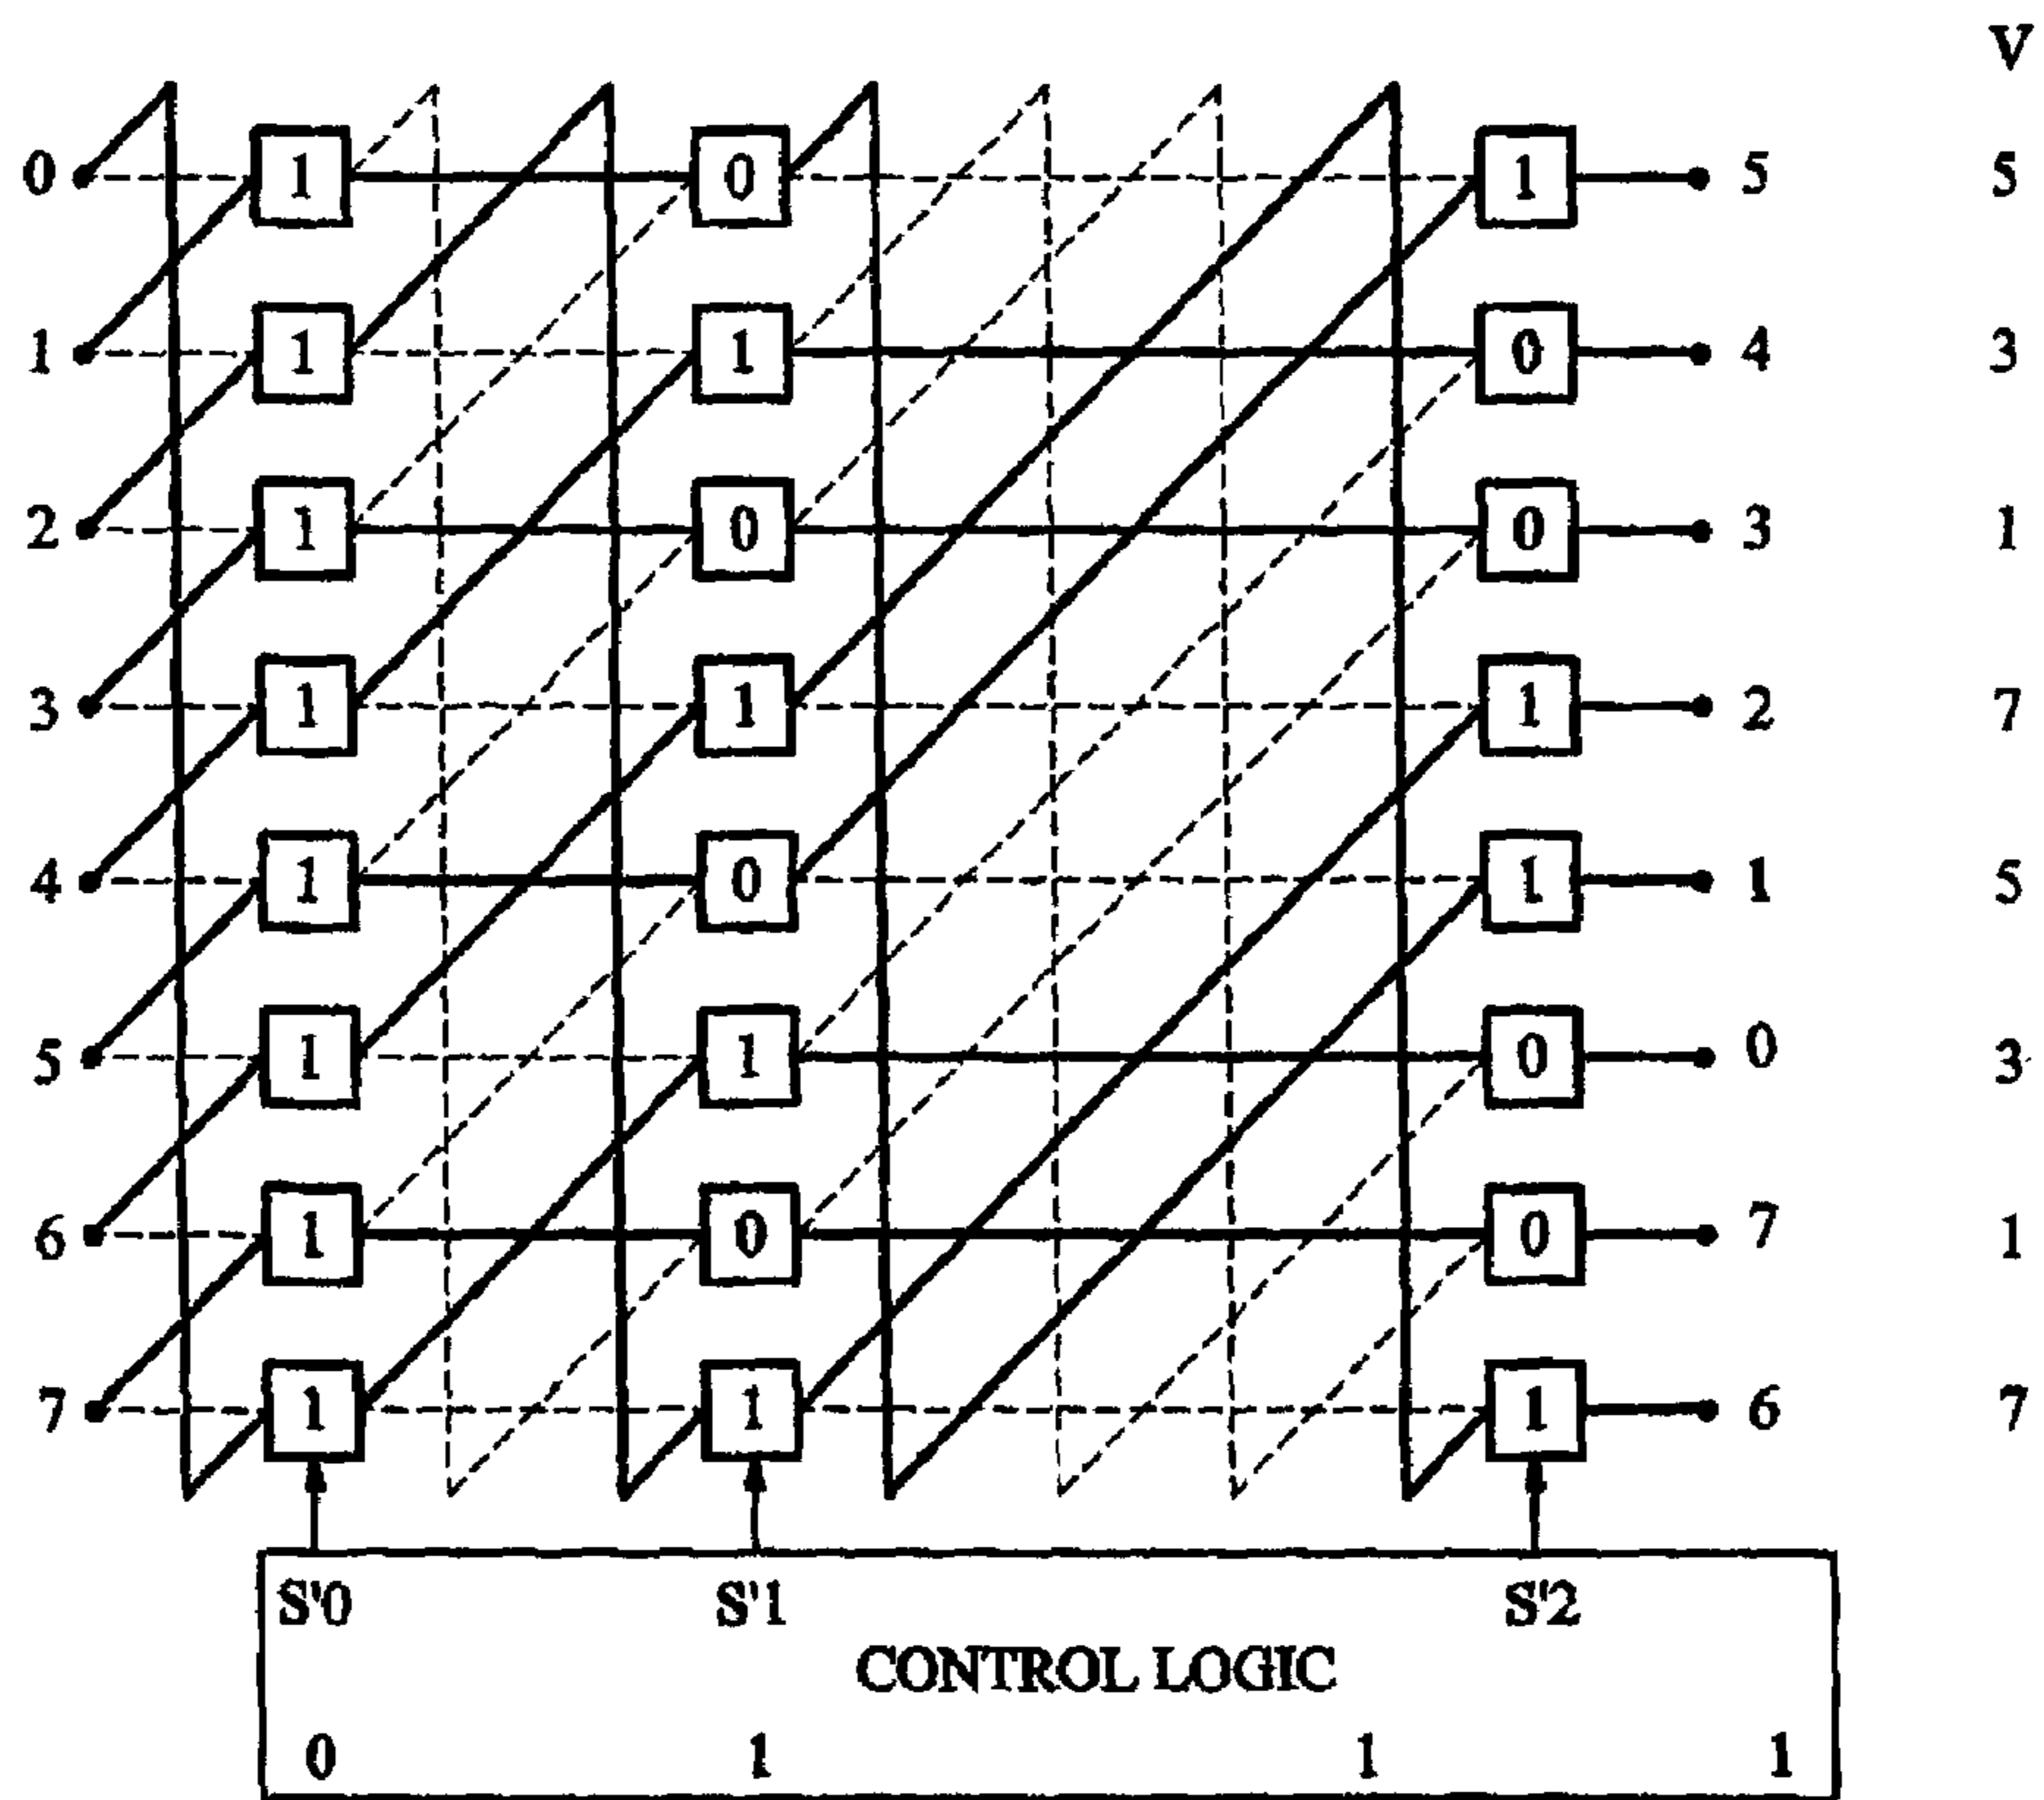 V
0 1 0 1 5 5
1 1 1 0 4 3
2 1 0 0 3 1
3 1 1 1 2 7
4 1 0 1 1 5
5 1 1 0 0 3
6 1 0 0 7 1
7 1 1 1 6 7
S'0 S'1 S'2
CONTROL LOGIC
0 1 1 1